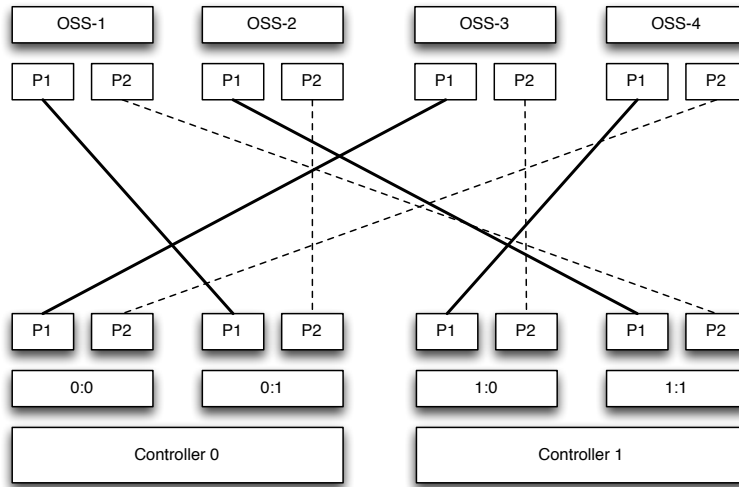 OSS-1 OSS-2 OSS-3 OSS-4
P1 P2 P1 P2 P1 P2 P1 P2
P1 P2 P1 P2 P1 P2 P1 P2
0:0 0:1 1:0 1:1
Controller 0 Controller 1